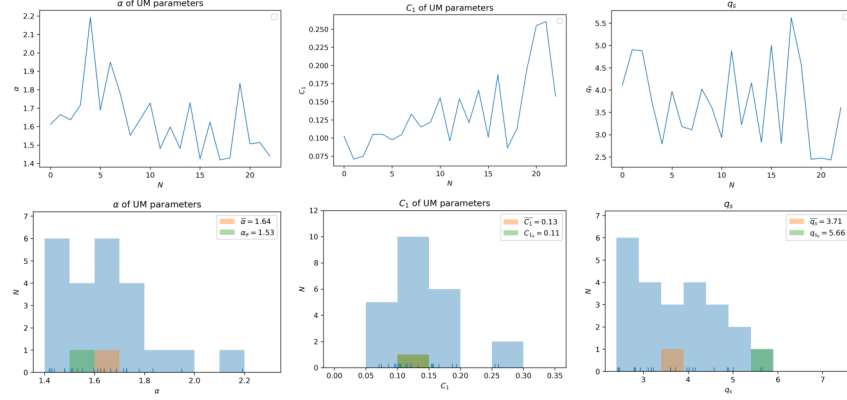 α of UM parameters
2.2
2.1
2.0
1.9
1.8
1.7
1.6
1.5
1.4
α
0 5 10 15 20
N
C₁ of UM parameters
0.250
0.225
0.200
0.175
0.150
0.125
0.100
0.075
C₁
0 5 10 15 20
N
qₛ
5.5
5.0
4.5
4.0
3.5
3.0
2.5
qₛ
0 5 10 15 20
N
α of UM parameters
7
6
5
4
3
2
1
0
N
1.4 1.6 1.8 2.0 2.2
α
α̅ = 1.64
αₑ = 1.53
C₁ of UM parameters
12
10
8
6
4
2
0
N
0.00 0.05 0.10 0.15 0.20 0.25 0.30 0.35
C₁
C̅₁ = 0.13
C₁ₑ = 0.11
qₛ
7
6
5
4
3
2
1
0
N
3 4 5 6 7
qₛ
q̅ₛ = 3.71
qₛₑ = 5.66